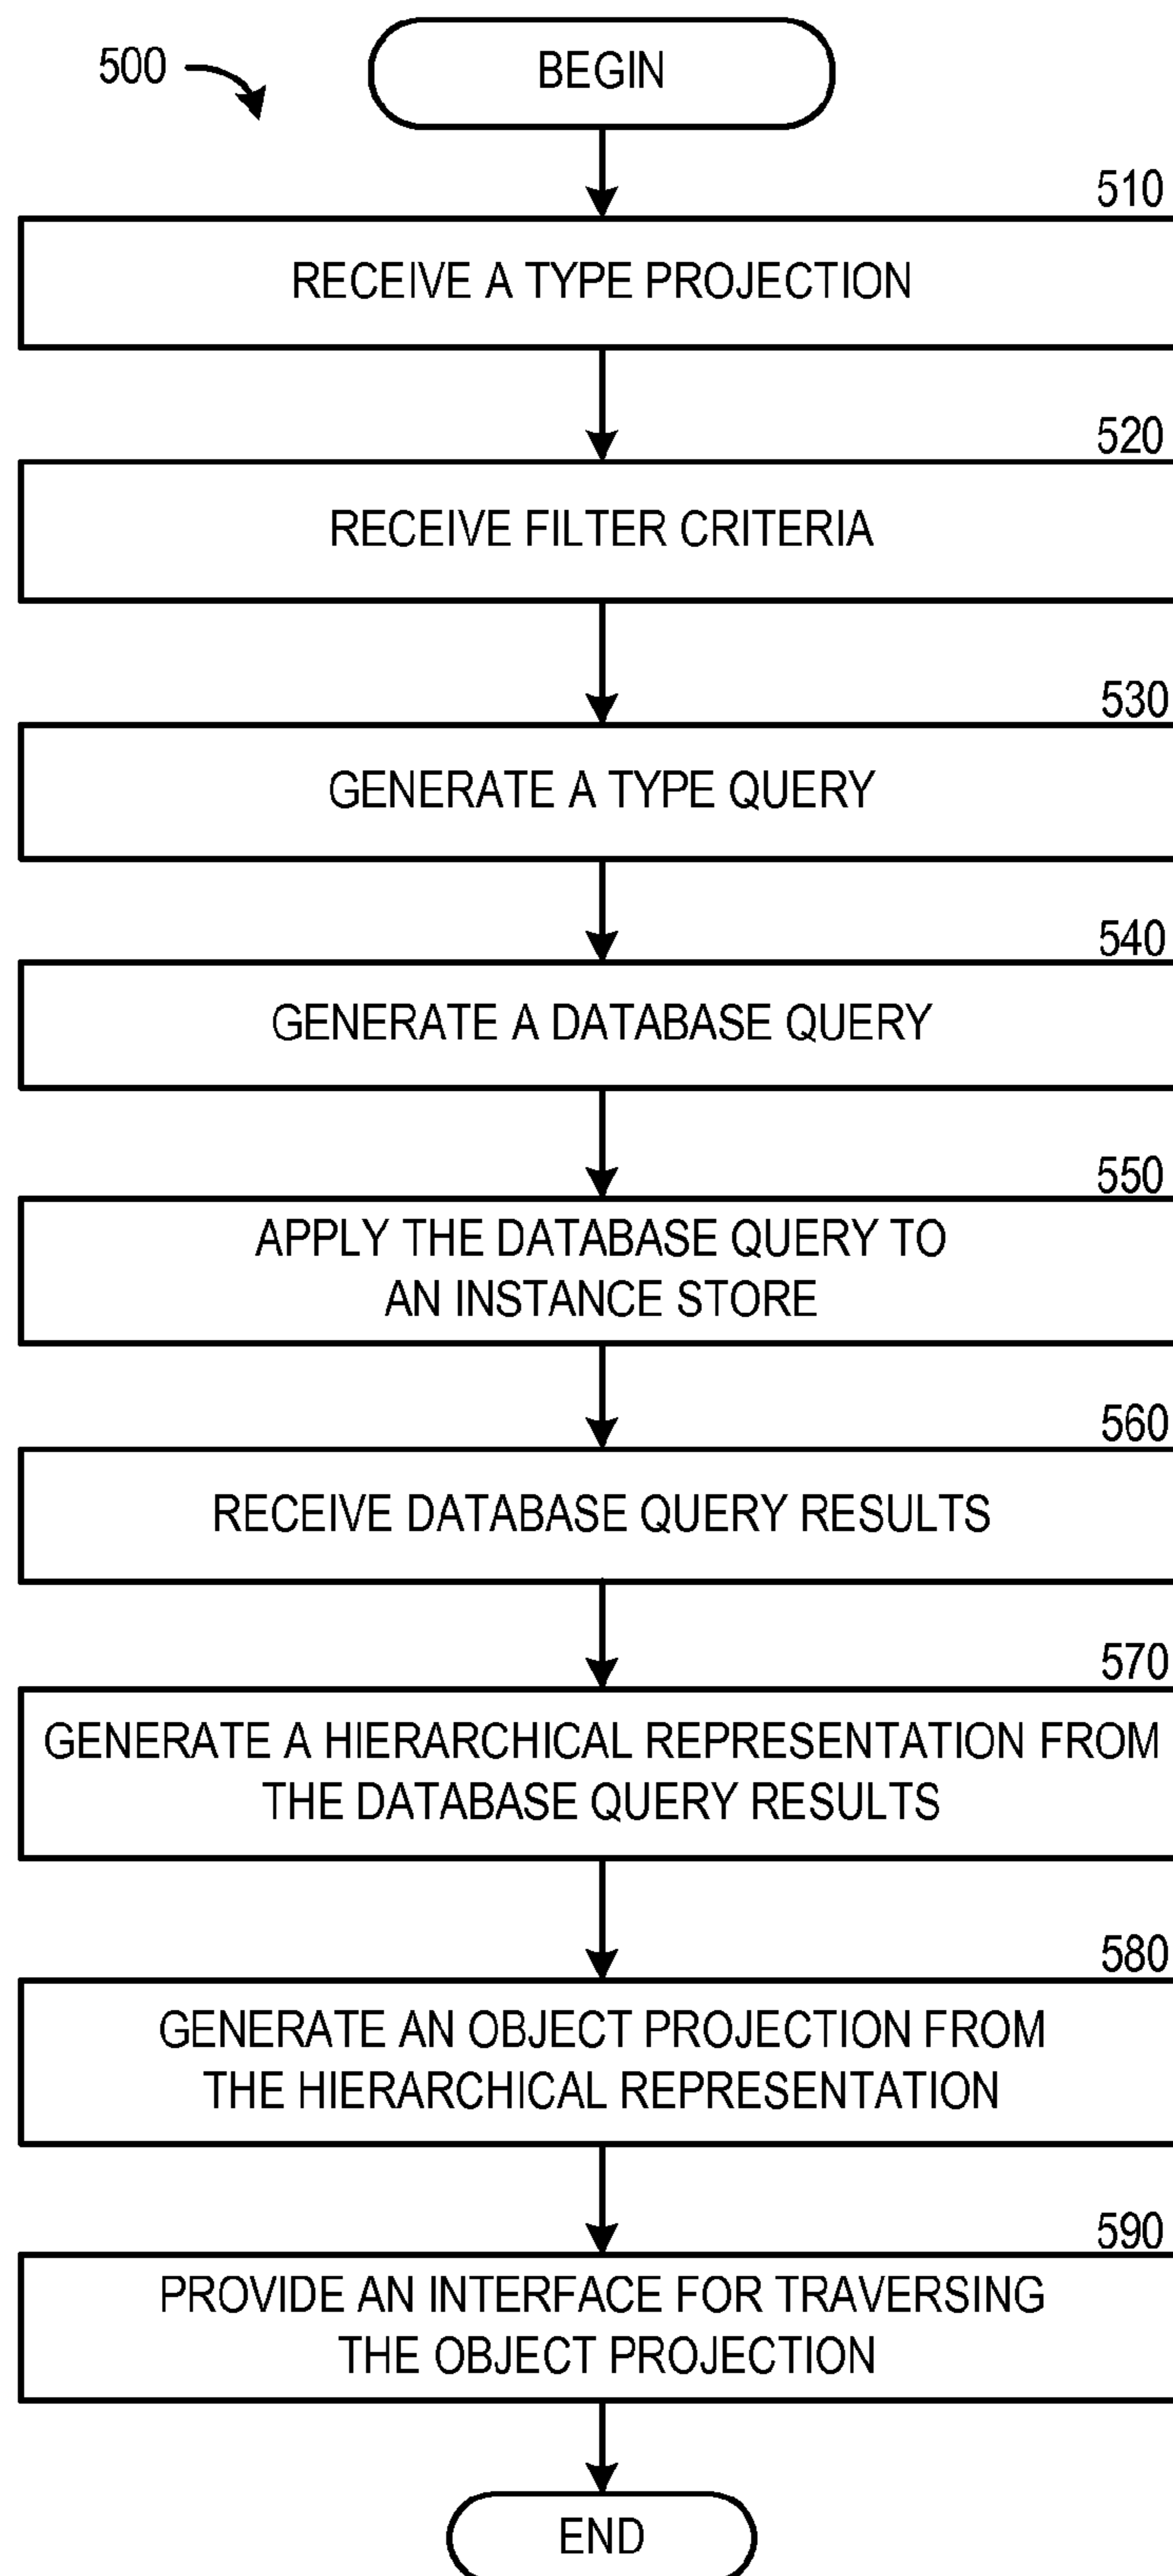 500
BEGIN
510
RECEIVE A TYPE PROJECTION
520
RECEIVE FILTER CRITERIA
530
GENERATE A TYPE QUERY
540
GENERATE A DATABASE QUERY
550
APPLY THE DATABASE QUERY TO
AN INSTANCE STORE
560
RECEIVE DATABASE QUERY RESULTS
570
GENERATE A HIERARCHICAL REPRESENTATION FROM
THE DATABASE QUERY RESULTS
580
GENERATE AN OBJECT PROJECTION FROM
THE HIERARCHICAL REPRESENTATION
590
PROVIDE AN INTERFACE FOR TRAVERSING
THE OBJECT PROJECTION
END